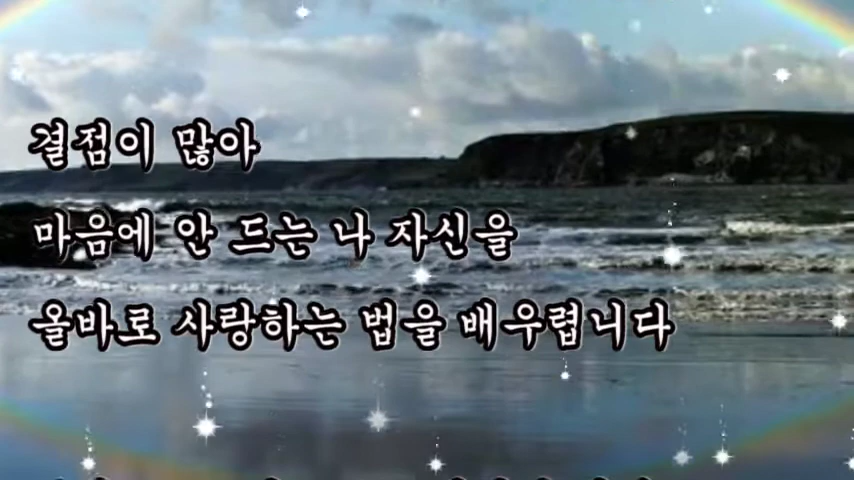 결점이 많아
마음에 안 드는 나 자신을
올바로 사랑하는 법을 배우렵니다